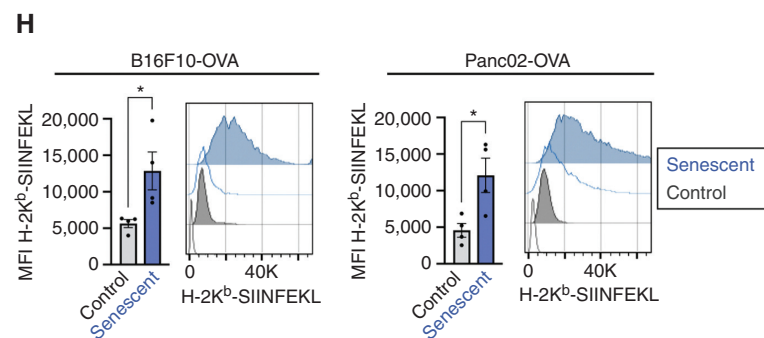 H
B16F10-OVA
MFI H-2Kᵇ-SIINFEKL
20,000
15,000
10,000
5,000
0
*
Control
Senescent
0 40K
H-2Kᵇ-SIINFEKL
Panc02-OVA
MFI H-2Kᵇ-SIINFEKL
20,000
15,000
10,000
5,000
0
*
Control
Senescent
0 40K
H-2Kᵇ-SIINFEKL
Senescent
Control